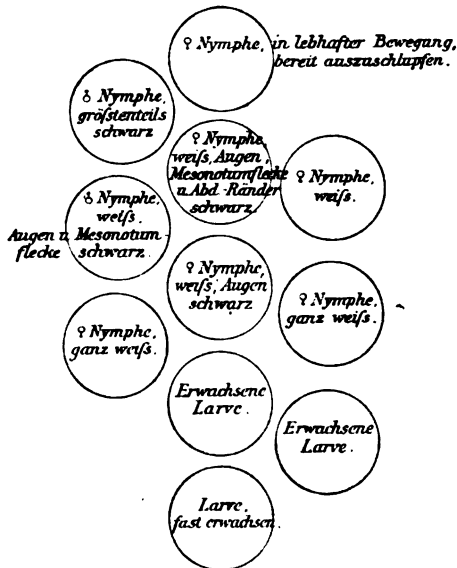 ♀ Nymphe, in lebhafter Bewegung,
bereit auszuschlüpfen.
♂ Nymphe,
größtenteils
schwarz
♀ Nymphe,
weiß, Augen,
Mesonotumflecke
u. Abd-Ränder
schwarz.
♀ Nymphe,
weiß.
♂ Nymphe,
weiß.
Augen u. Mesonotum-
flecke schwarz.
♀ Nymphe,
weiß, Augen
schwarz
♀ Nymphe,
ganz weiß.
♀ Nymphe,
ganz weiß.
Erwachsene
Larve.
Erwachsene
Larve.
Larve.
fast erwachsen.